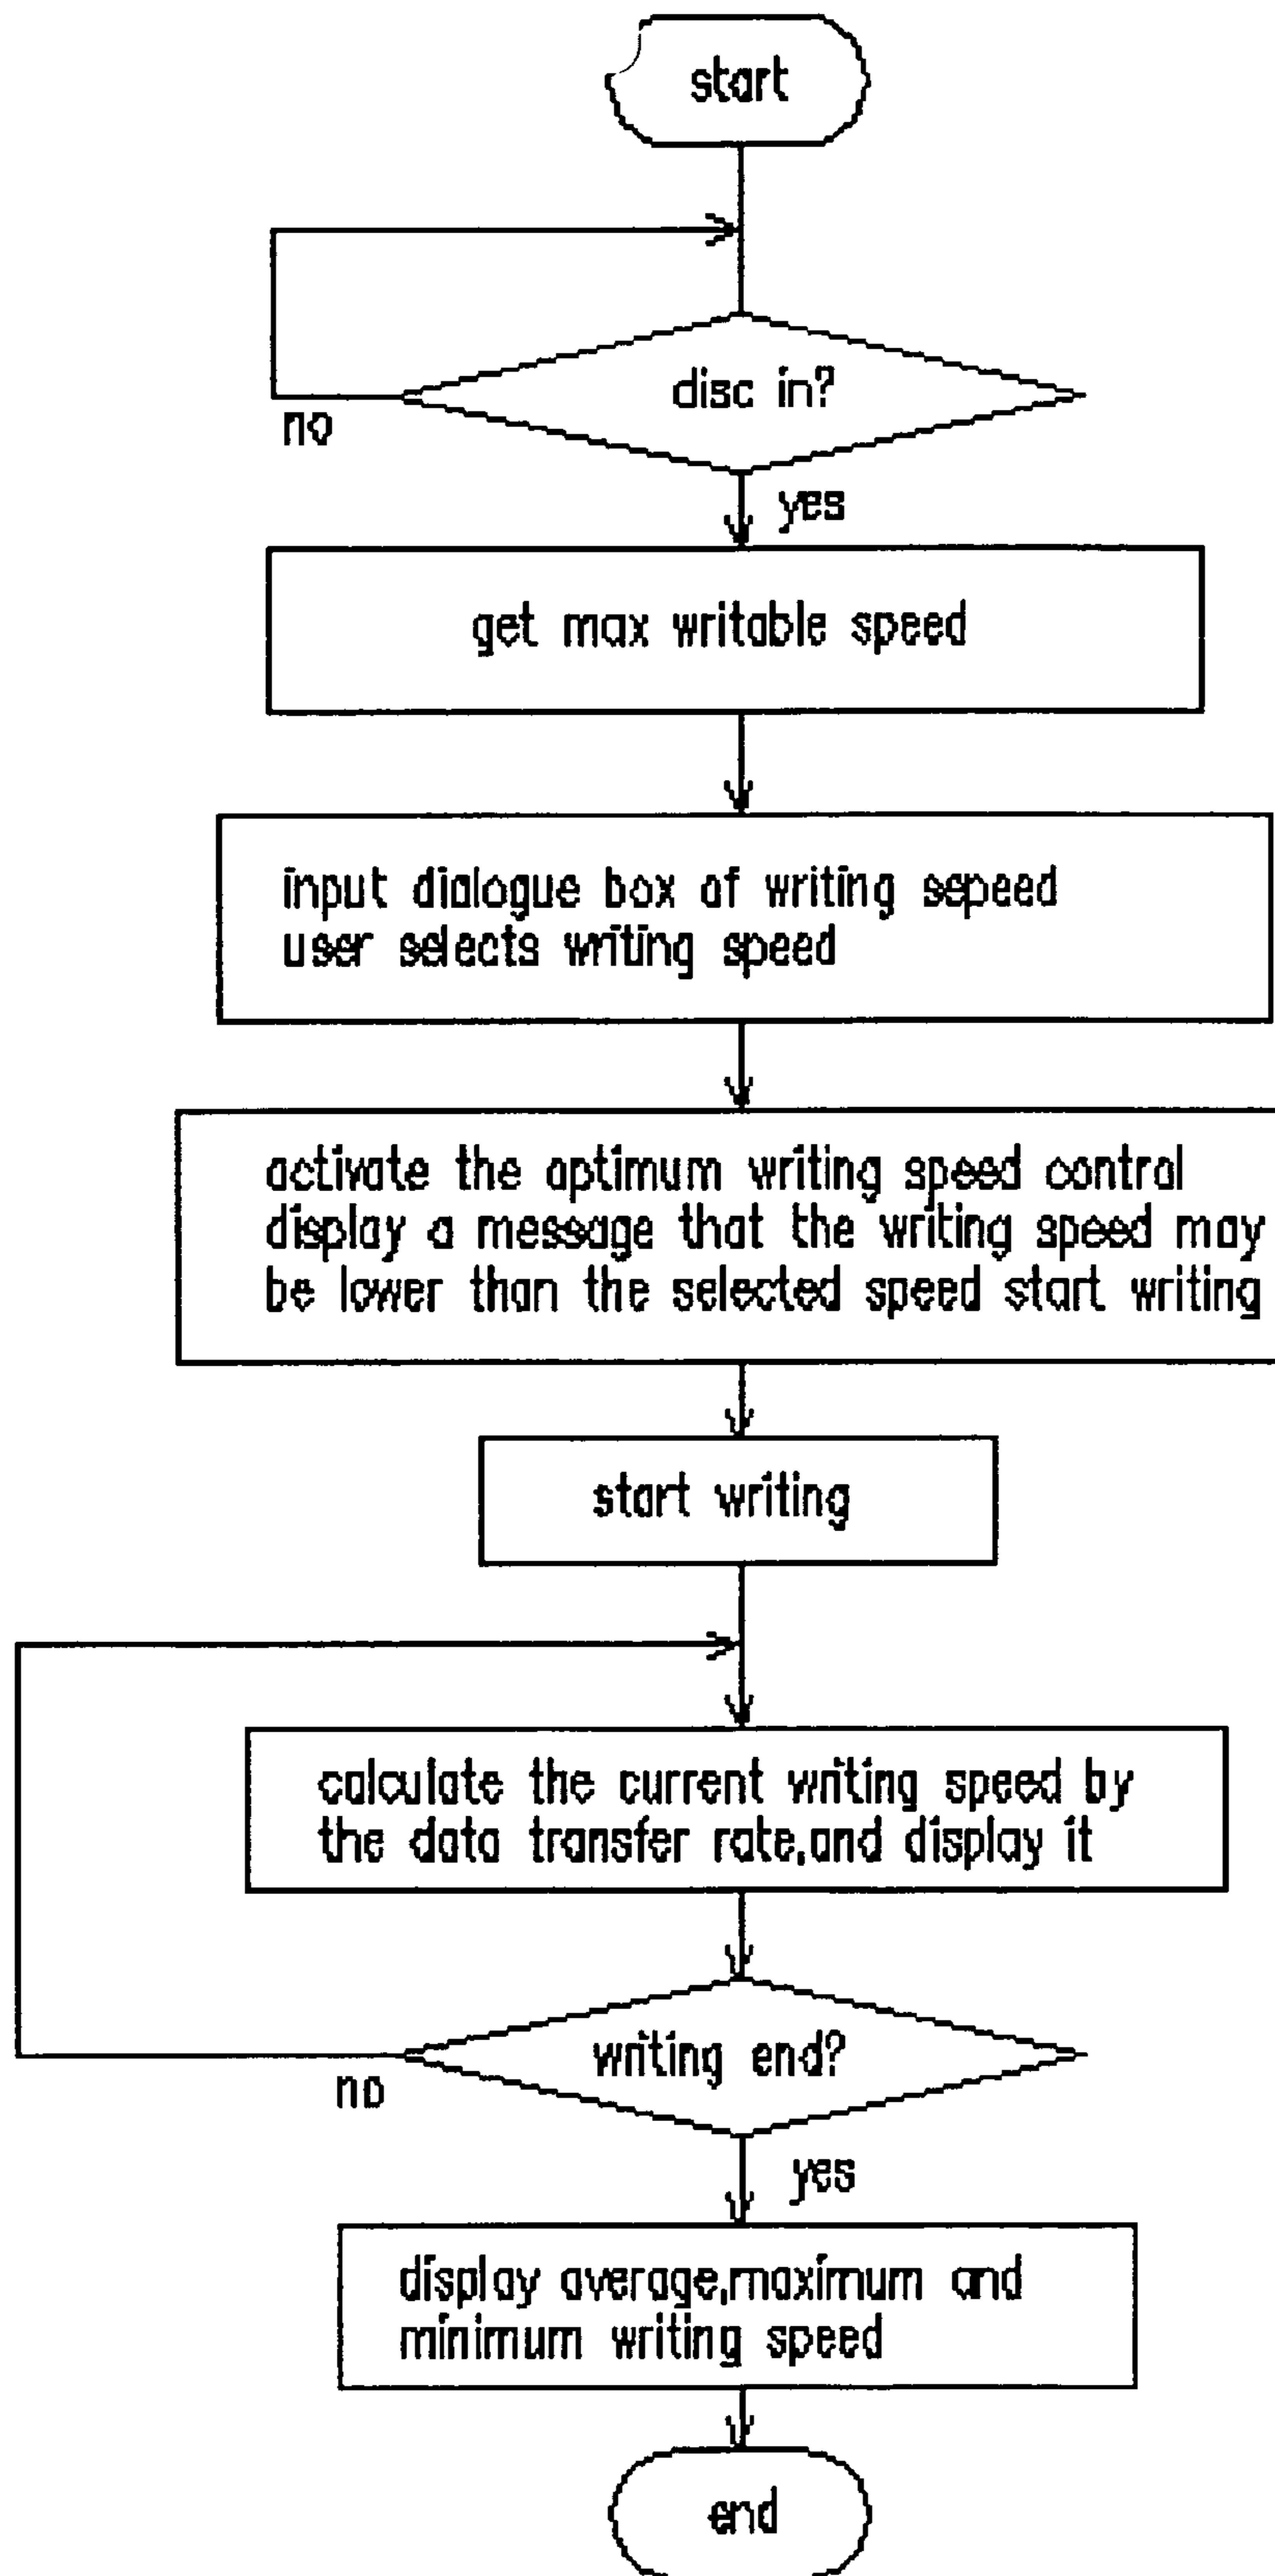 start
disc in?
no
yes
get max writable speed
input dialogue box of writing sepeed
user selects writing speed
activate the optimum writing speed control
display a message that the writing speed may
be lower than the selected speed start writing
start writing
calculate the current writing speed by
the data transfer rate,and display it
writing end?
no
yes
display average,maximum and
minimum writing speed
end